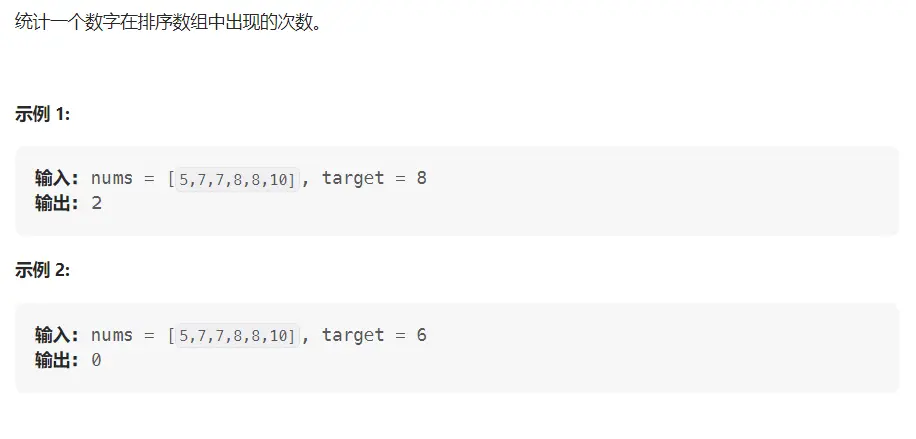 统计一个数字在排序数组中出现的次数。
示例 1:
输入: nums = [5,7,7,8,8,10], target = 8
输出: 2
示例 2:
输入: nums = [5,7,7,8,8,10], target = 6
输出: 0